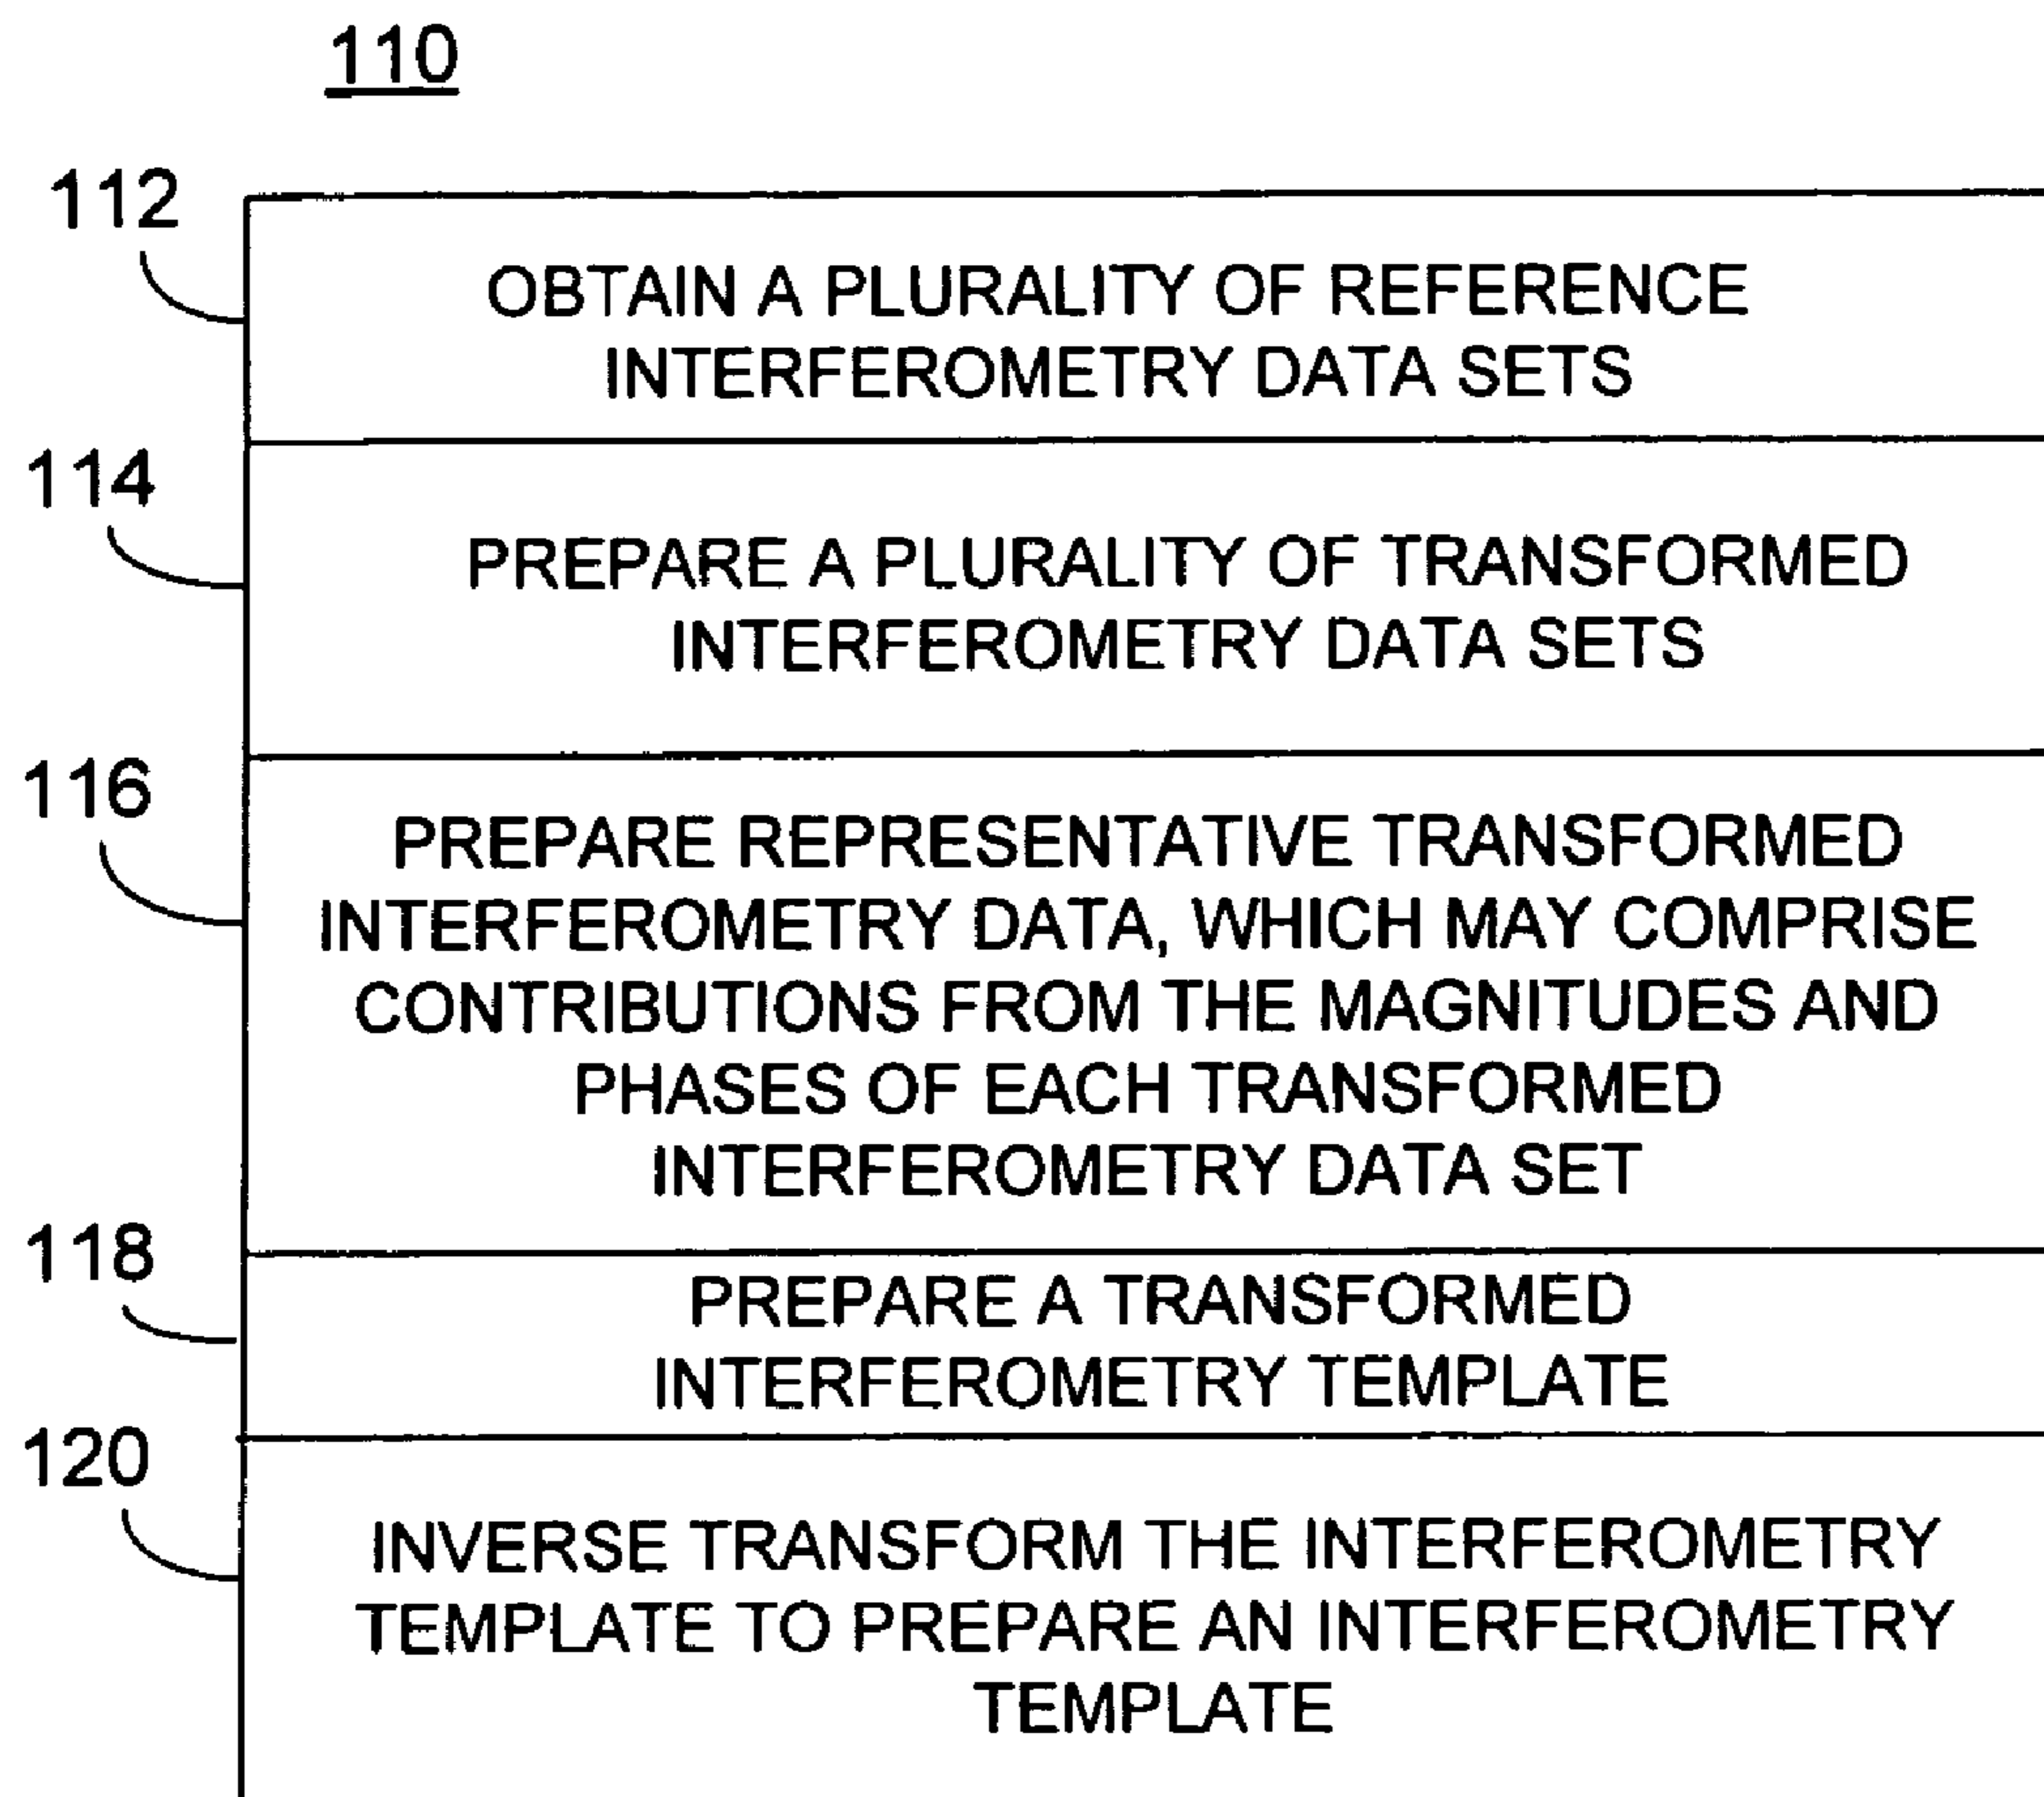 110
112
OBTAIN A PLURALITY OF REFERENCE
INTERFEROMETRY DATA SETS
114
PREPARE A PLURALITY OF TRANSFORMED
INTERFEROMETRY DATA SETS
116
PREPARE REPRESENTATIVE TRANSFORMED
INTERFEROMETRY DATA, WHICH MAY COMPRISE
CONTRIBUTIONS FROM THE MAGNITUDES AND
PHASES OF EACH TRANSFORMED
INTERFEROMETRY DATA SET
118
PREPARE A TRANSFORMED
INTERFEROMETRY TEMPLATE
120
INVERSE TRANSFORM THE INTERFEROMETRY
TEMPLATE TO PREPARE AN INTERFEROMETRY
TEMPLATE